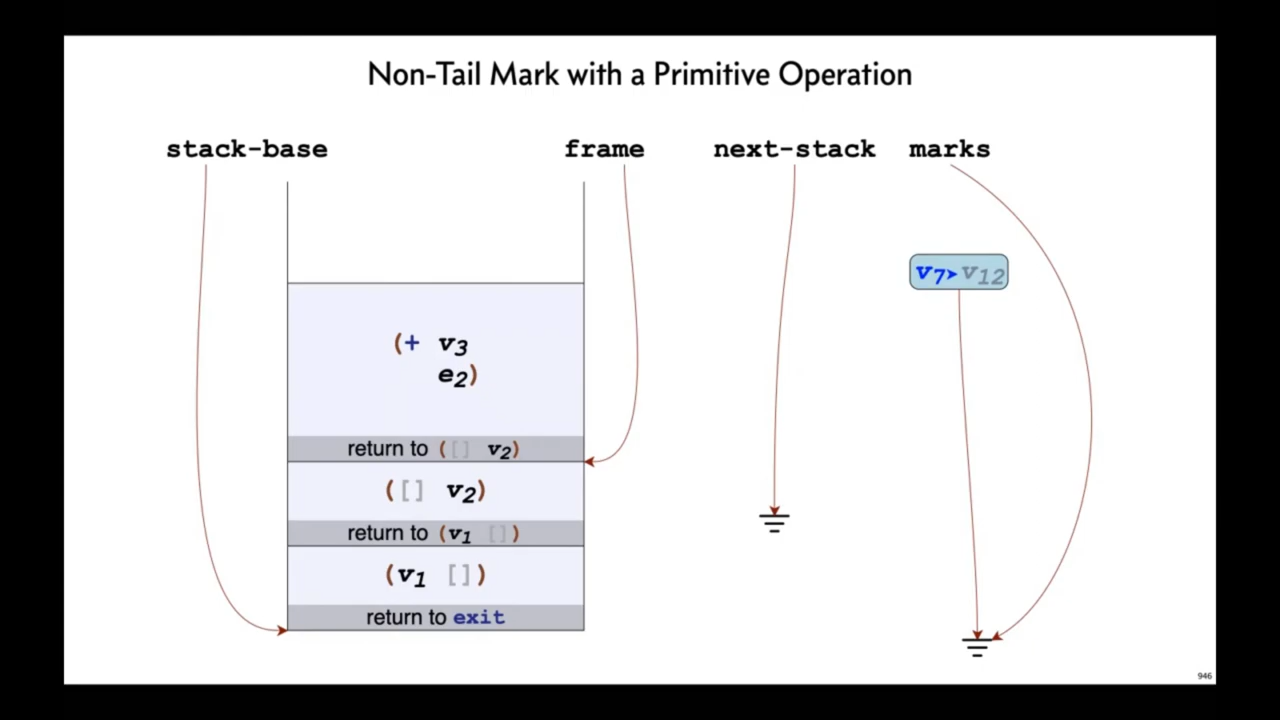 Non-Tail Mark with a Primitive Operation
stack-base frame next-stack marks
v7➤v12
(+ v3
e2)
return to ([] v2)
([] v2)
return to (v1 [])
(v1 [])
return to exit
946